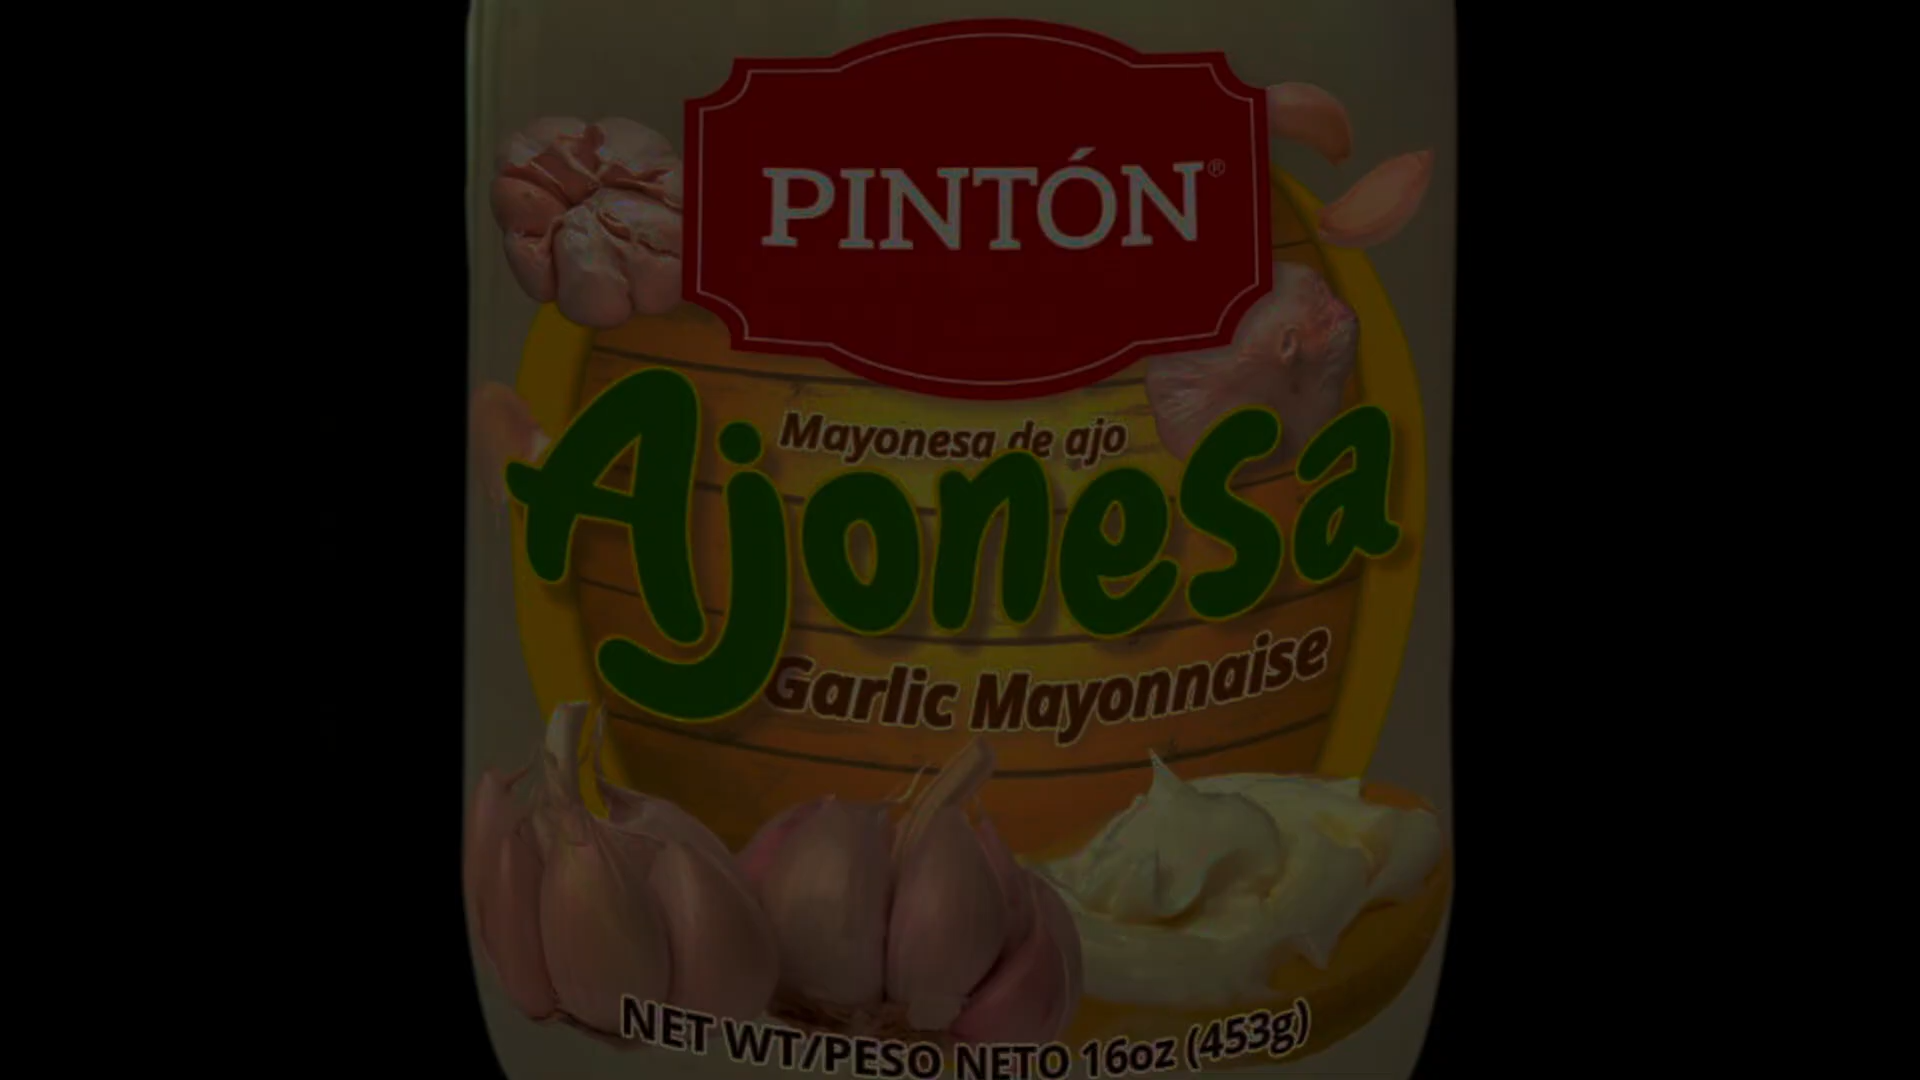 PINTÓN®
Mayonesa de ajo
Ajonesa
Garlic Mayonnaise
NET WT/PESO NETO 16oz (453g)